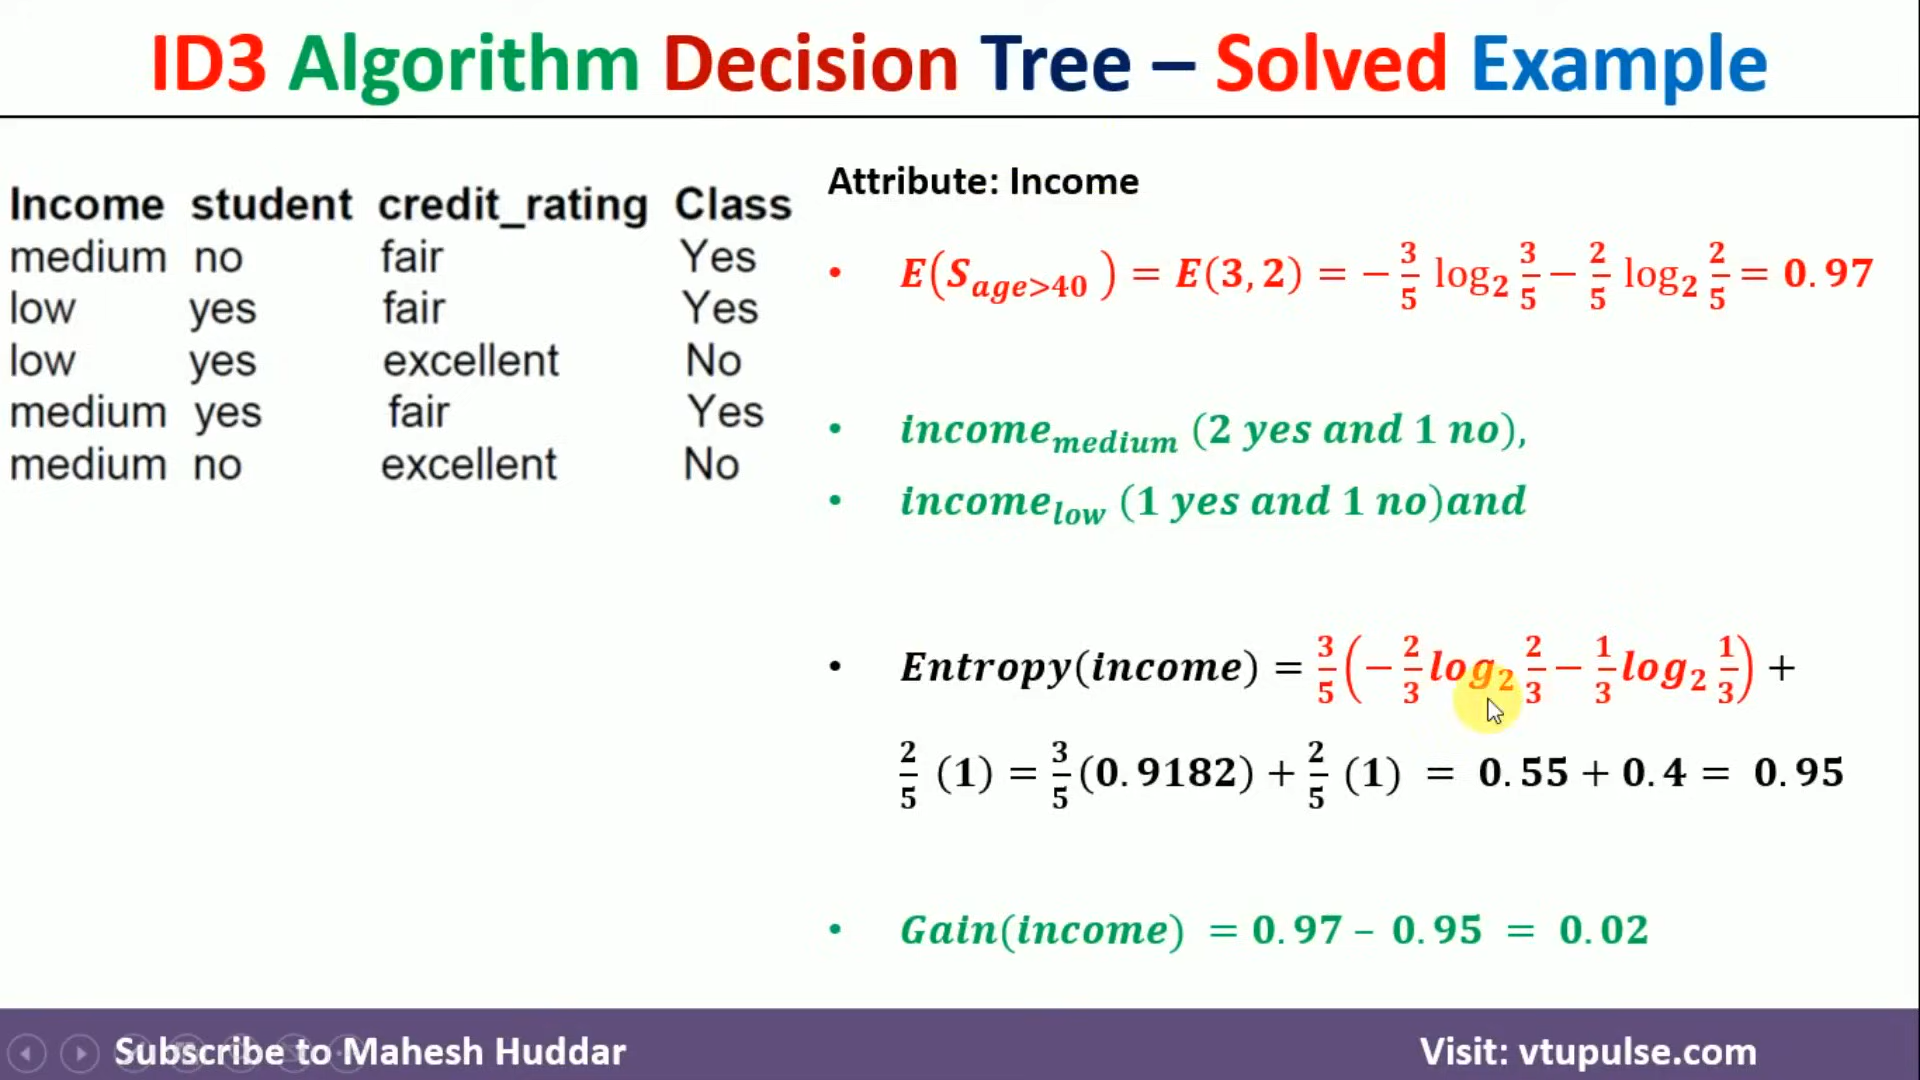 ID3 Algorithm Decision Tree – Solved Example
Income student credit_rating Class
medium no fair Yes
low yes fair Yes
low yes excellent No
medium yes fair Yes
medium no excellent No
Attribute: Income
• E(S_age>40) = E(3, 2) = − 3/5 log₂ 3/5 − 2/5 log₂ 2/5 = 0.97
• income_medium (2 yes and 1 no),
• income_low (1 yes and 1 no)and
• Entropy(income) = 3/5 (− 2/3 log₂ 2/3 − 1/3 log₂ 1/3) +
2/5 (1) = 3/5 (0.9182) + 2/5 (1) = 0.55 + 0.4 = 0.95
• Gain(income) = 0.97 – 0.95 = 0.02
Subscribe to Mahesh Huddar
Visit: vtupulse.com